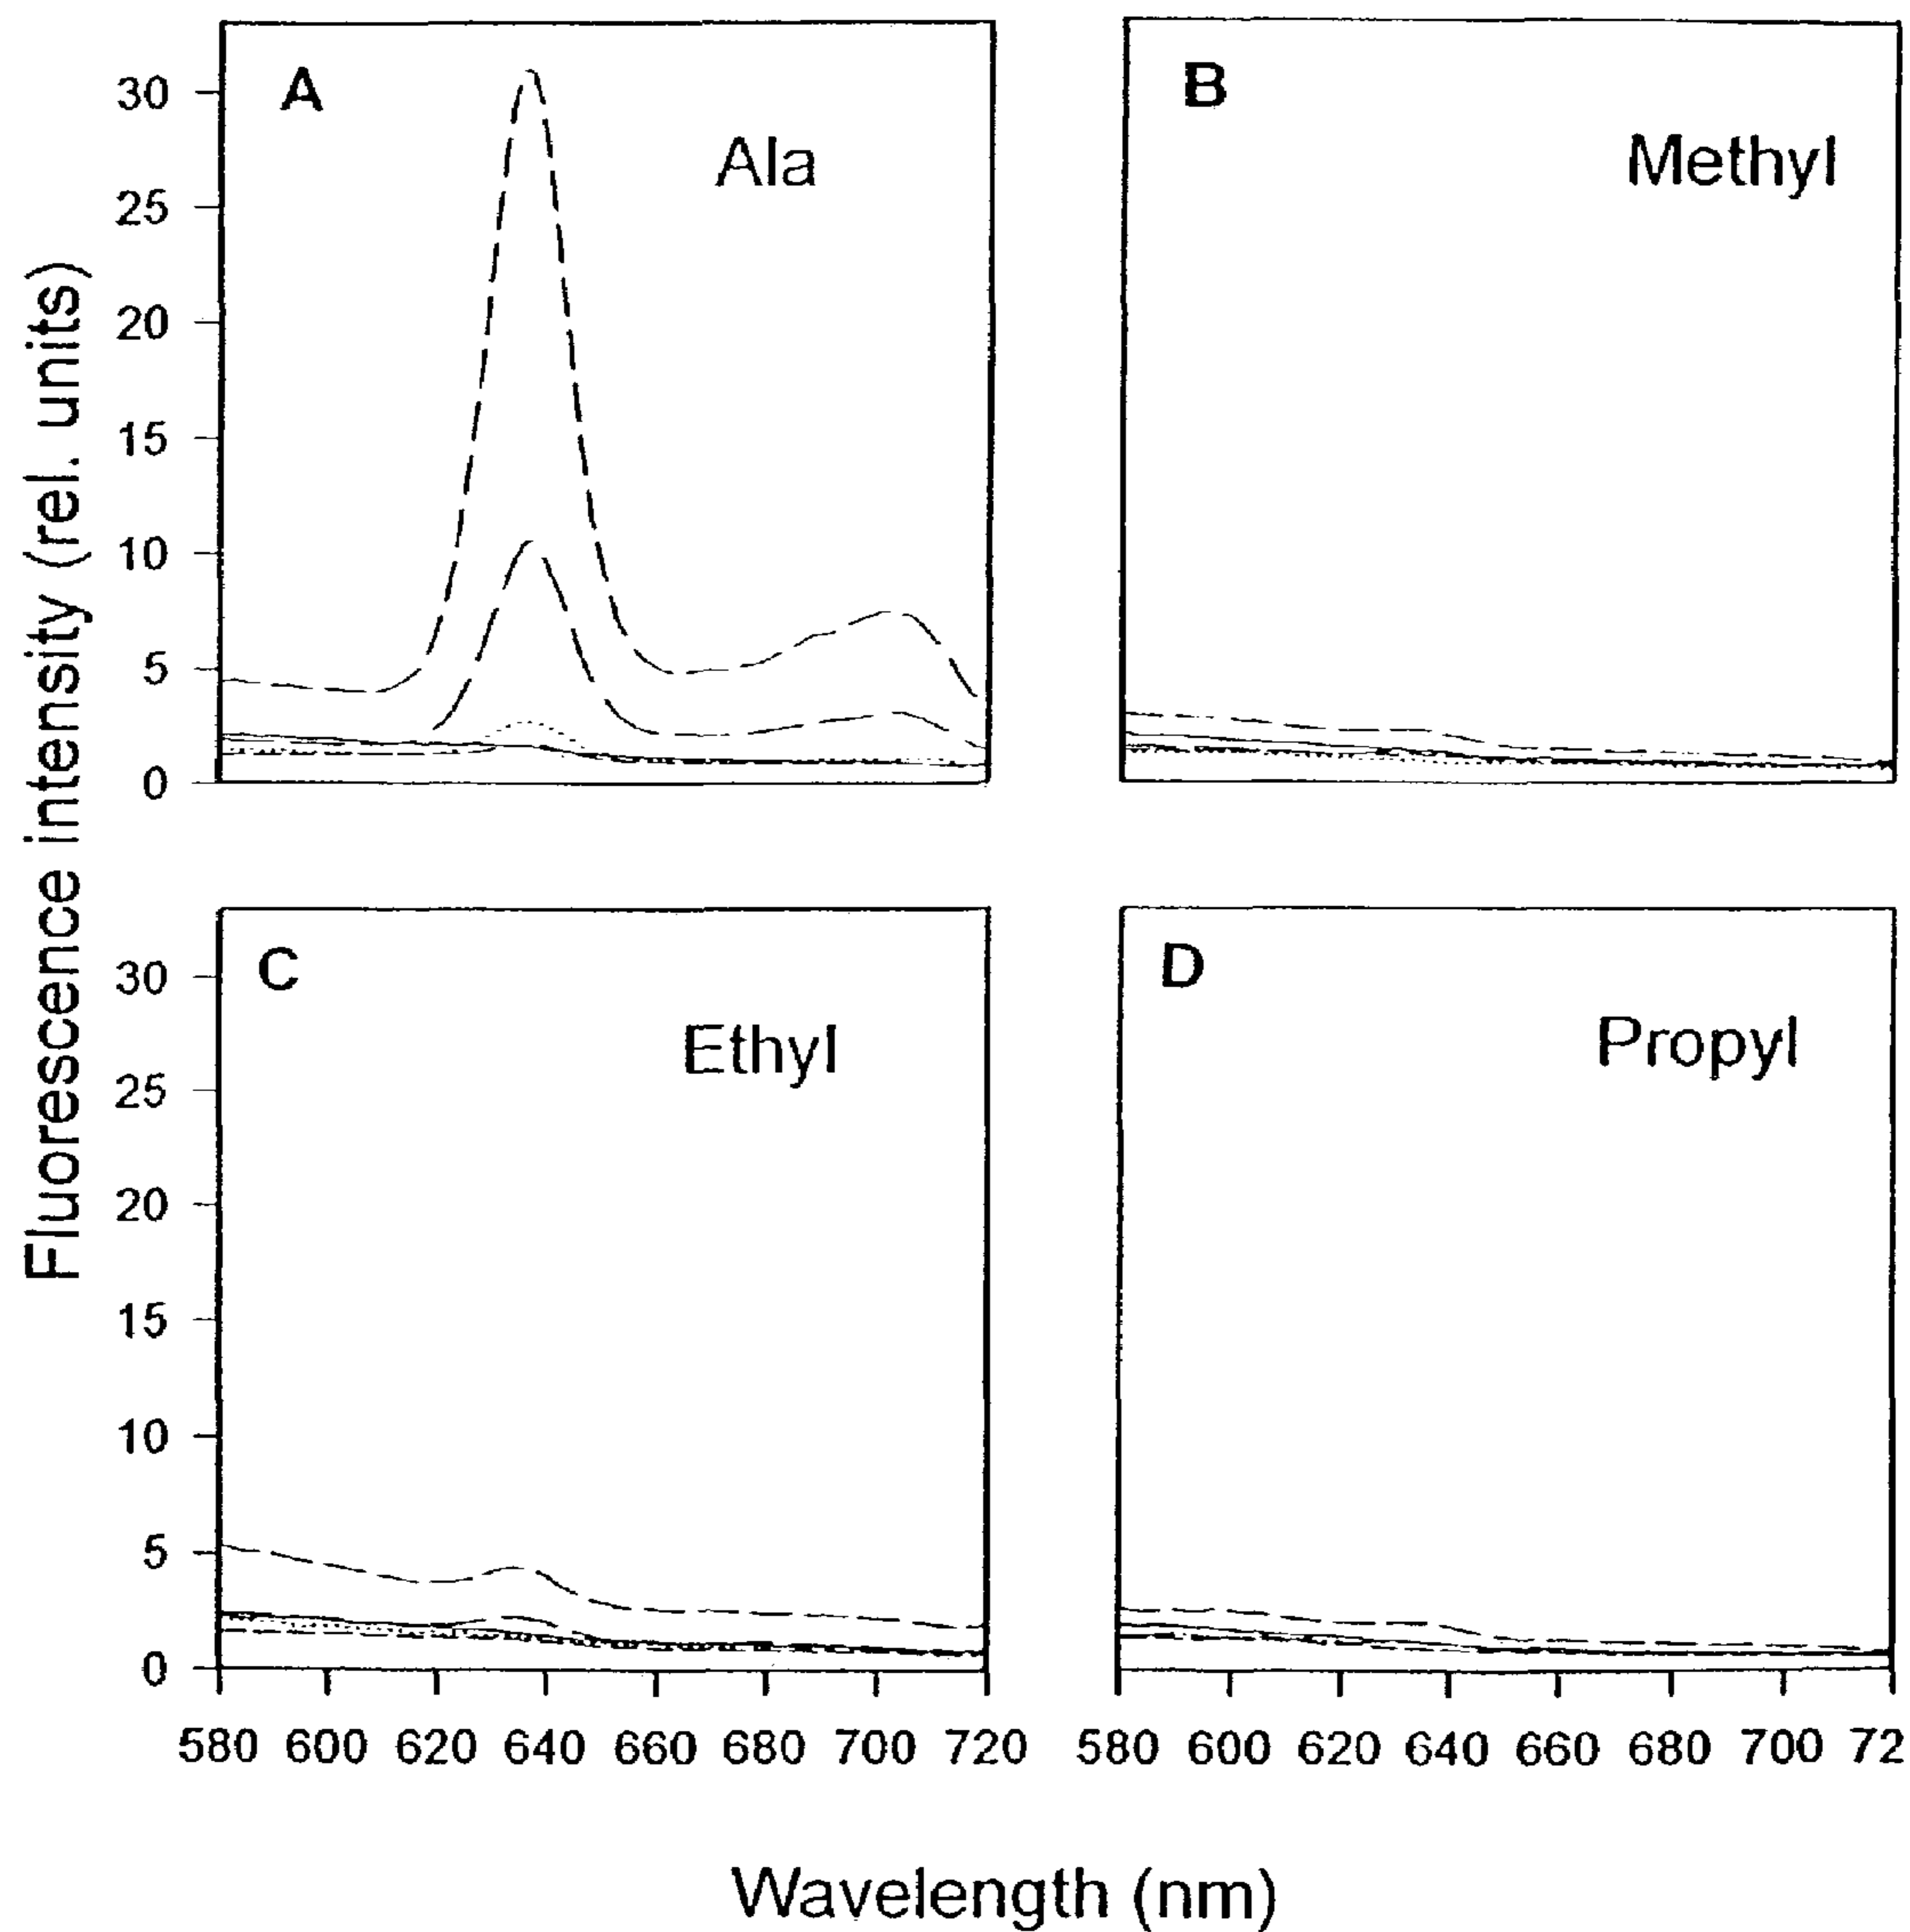 Fluorescence intensity (rel. units)
A
Ala
30
25
20
15
10
5
0
B
Methyl
C
Ethyl
30
25
20
15
10
5
0
580 600 620 640 660 680 700 720
D
Propyl
580 600 620 640 660 680 700 72
Wavelength (nm)